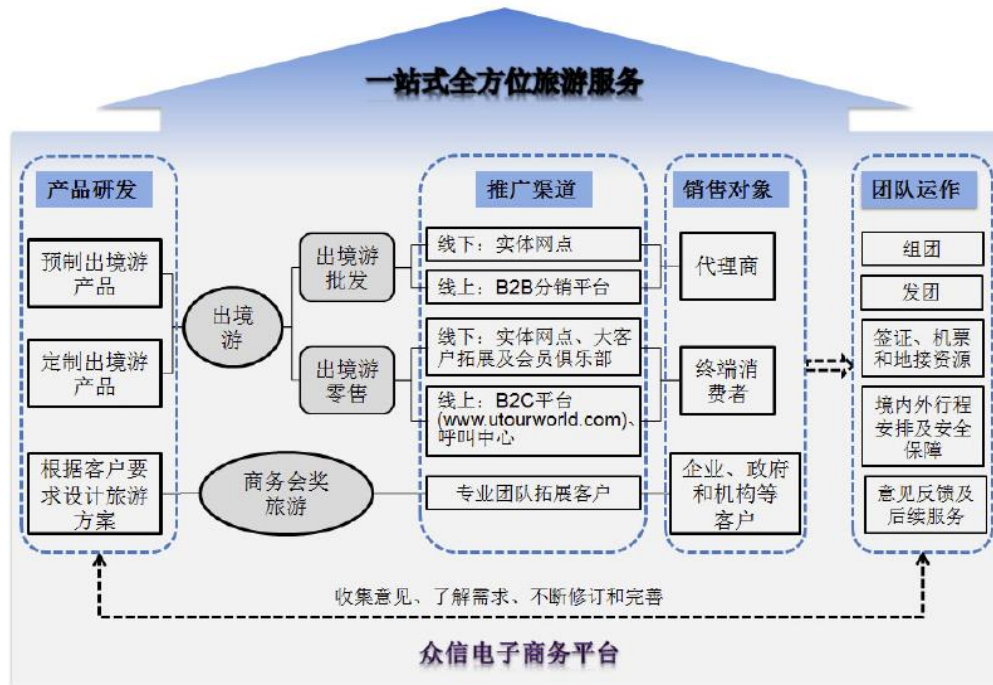 一站式全方位旅游服务
产品研发
推广渠道
销售对象
团队运作
预制出境游
产品
定制出境游
产品
根据客户要
求设计旅游
方案
出境
游
商务会奖
旅游
出境游
批发
出境游
零售
线下：实体网点
线上：B2B分销平台
线下：实体网点、大
客户拓展及会员俱乐部
线上：B2C平台
(www.utourworld.com)、
呼叫中心
专业团队拓展客户
代理商
终端消
费者
企业、政府
和机构等
客户
组团
发团
签证、机票
和地接资源
境内外行程
安排及安全
保障
意见反馈及
后续服务
收集意见、了解需求、不断修订和完善
众信电子商务平台